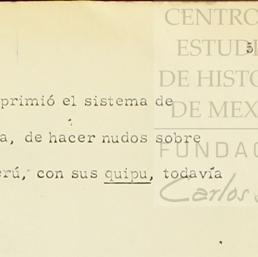 CENTRO
ESTUDI
DE HISTO
DE MEX
FUNDAC
Carlos S
5
primió el sistema de
a, de hacer nudos sobre
erú, con sus quipu, todavía